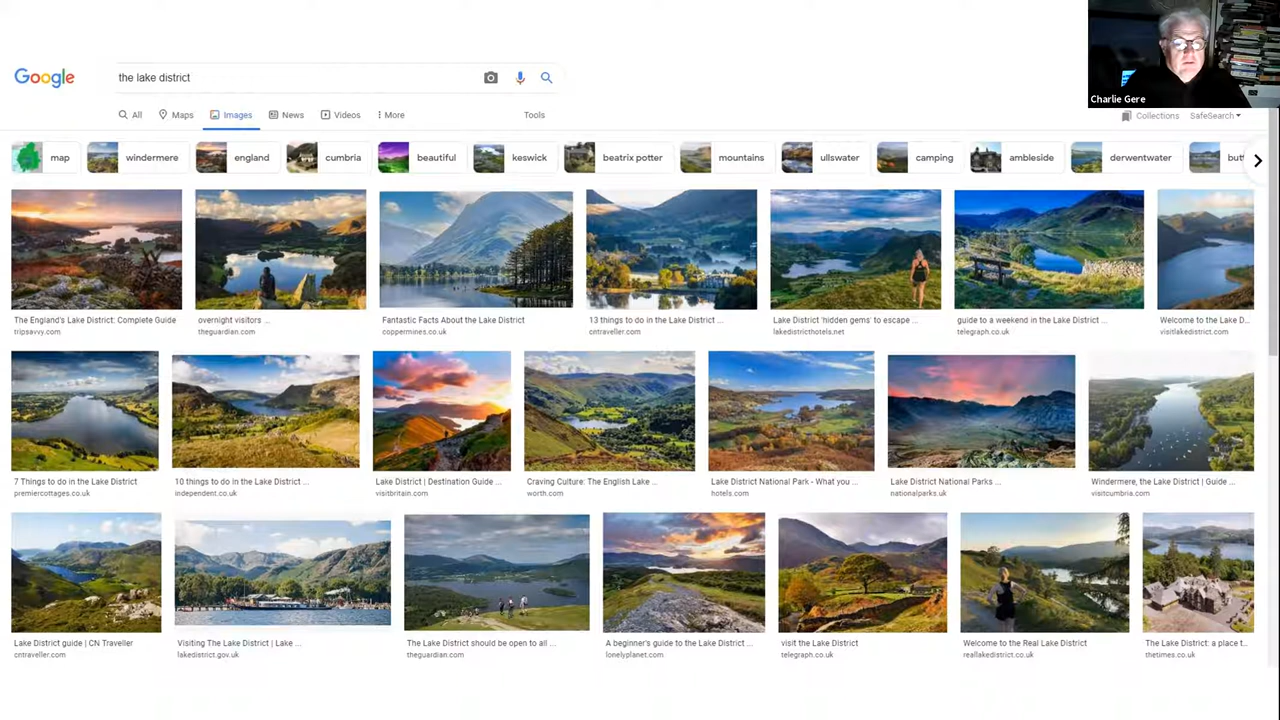 Charlie Gere
Google
the lake district
All
Maps
Images
News
Videos
More
Tools
Collections
SafeSearch
map
windermere
england
cumbria
beautiful
keswick
beatrix potter
mountains
ullswater
camping
ambleside
derwentwater
butt
The England's Lake District: Complete Guide
tripsavvy.com
overnight visitors ...
theguardian.com
Fantastic Facts About the Lake District
coppermines.co.uk
13 things to do in the Lake District ...
cntraveller.com
Lake District 'hidden gems' to escape ...
lakedistricthotels.net
guide to a weekend in the Lake District ...
telegraph.co.uk
Welcome to the Lake D...
visitlakedistrict.com
7 Things to do in the Lake District
premiercottages.co.uk
10 things to do in the Lake District ...
independent.co.uk
Lake District | Destination Guide ...
visitbritain.com
Craving Culture: The English Lake ...
worth.com
Lake District National Park - What you ...
hotels.com
Lake District National Parks ...
nationalparks.uk
Windermere, the Lake District | Guide ...
visitcumbria.com
Lake District guide | CN Traveller
cntraveller.com
Visiting The Lake District | Lake ...
lakedistrict.gov.uk
The Lake District should be open to all ...
theguardian.com
A beginner's guide to the Lake District ...
lonelyplanet.com
visit the Lake District
telegraph.co.uk
Welcome to the Real Lake District
reallakedistrict.co.uk
The Lake District: a place t...
thetimes.co.uk